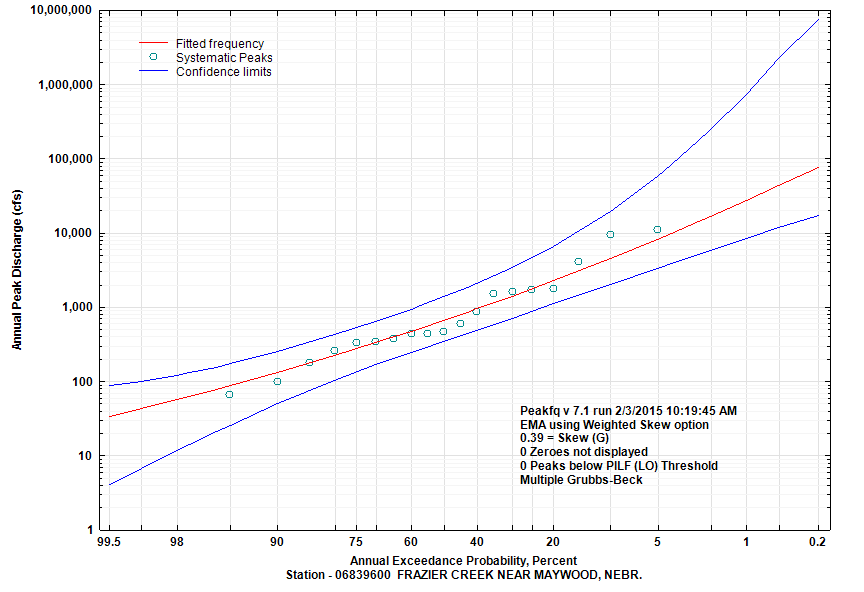 10,000,000
1,000,000
100,000
10,000
1,000
100
10
1
Annual Peak Discharge (cfs)
Fitted frequency
Systematic Peaks
Confidence limits
Peakfq v 7.1 run 2/3/2015 10:19:45 AM
EMA using Weighted Skew option
0.39 = Skew (G)
0 Zeroes not displayed
0 Peaks below PILF (LO) Threshold
Multiple Grubbs-Beck
99.5 98 90 75 60 40 20 5 1 0.2
Annual Exceedance Probability, Percent
Station - 06839600 FRAZIER CREEK NEAR MAYWOOD, NEBR.